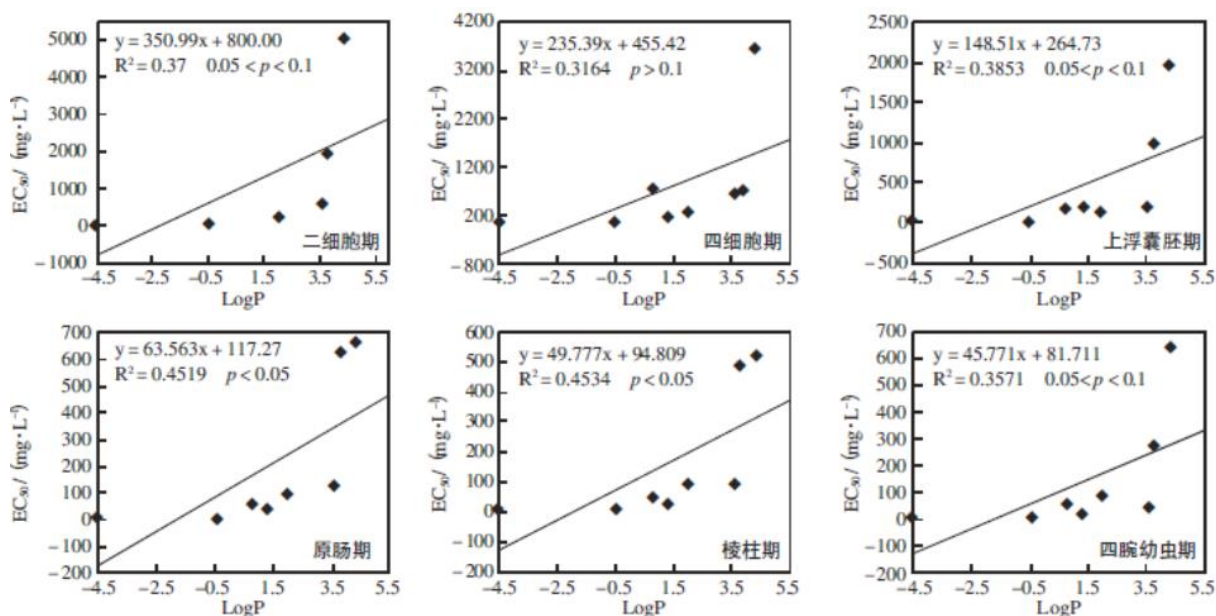 5000
4000
3000
2000
1000
0
−1000
EC₅₀/ (mg·L⁻¹)
y = 350.99x + 800.00
R² = 0.37 0.05 < p < 0.1
二细胞期
−4.5 −2.5 −0.5 1.5 3.5 5.5
LogP
4200
3200
2200
1200
200
−800
EC₅₀/ (mg·L⁻¹)
y = 235.39x + 455.42
R² = 0.3164 p > 0.1
四细胞期
−4.5 −2.5 −0.5 1.5 3.5 5.5
LogP
2500
2000
1500
1000
500
0
−500
EC₅₀/ (mg·L⁻¹)
y = 148.51x + 264.73
R² = 0.3853 0.05< p < 0.1
上浮囊胚期
−4.5 −2.5 −0.5 1.5 3.5 5.5
LogP
700
600
500
400
300
200
100
0
−100
−200
EC₅₀/ (mg·L⁻¹)
y = 63.563x + 117.27
R² = 0.4519 p < 0.05
原肠期
−4.5 −2.5 −0.5 1.5 3.5 5.5
LogP
600
500
400
300
200
100
0
−100
−200
EC₅₀/ (mg·L⁻¹)
y = 49.777x + 94.809
R² = 0.4534 p < 0.05
棱柱期
−4.5 −2.5 −0.5 1.5 3.5 5.5
LogP
700
600
500
400
300
200
100
0
−100
−200
EC₅₀/ (mg·L⁻¹)
y = 45.771x + 81.711
R² = 0.3571 0.05< p < 0.1
四腕幼虫期
−4.5 −2.5 −0.5 1.5 3.5 5.5
LogP